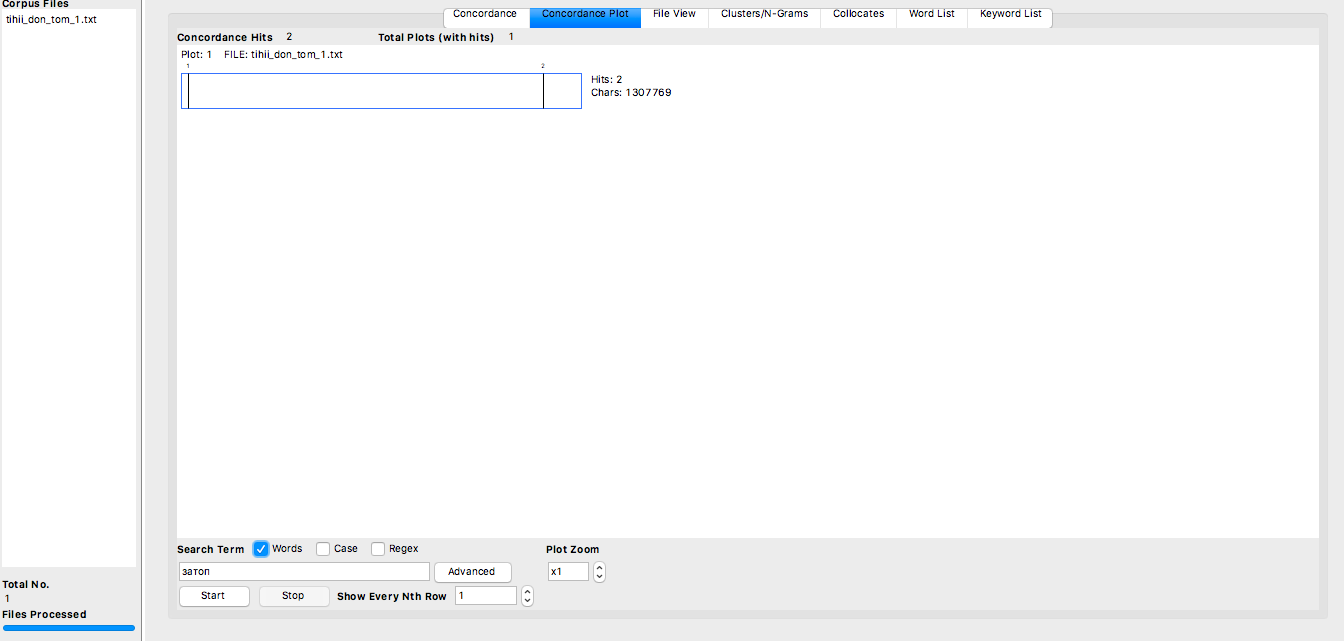 Corpus Files
tihii_don_tom_1.txt
Concordance Concordance Plot File View Clusters/N-Grams Collocates Word List Keyword List
Concordance Hits 2 Total Plots (with hits) 1
Plot: 1 FILE: tihii_don_tom_1.txt
1 2
Hits: 2
Chars: 1307769
Search Term Words Case Regex Plot Zoom
затоп Advanced x1
Start Stop Show Every Nth Row 1
Total No.
1
Files Processed